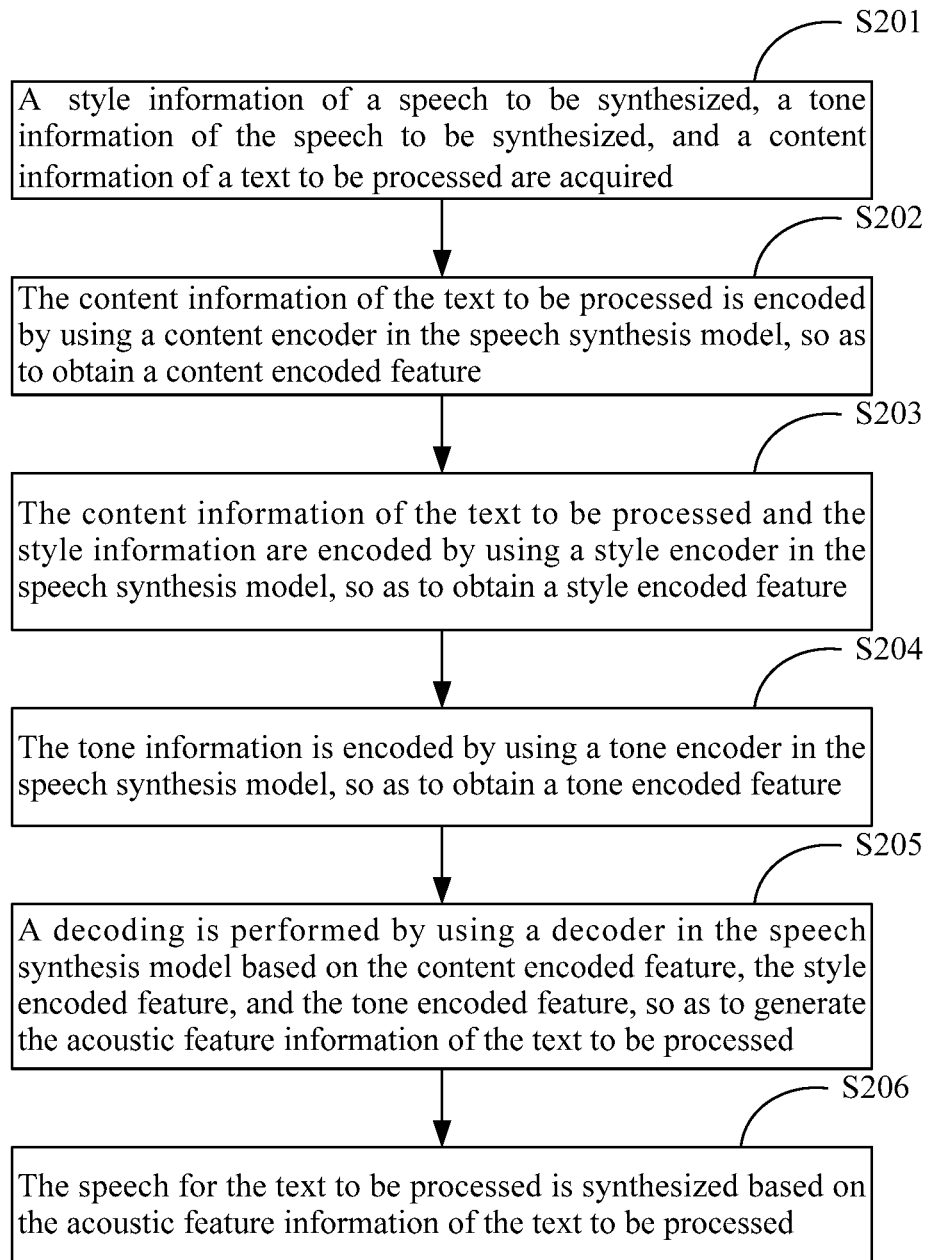 S201
A style information of a speech to be synthesized, a tone
information of the speech to be synthesized, and a content
information of a text to be processed are acquired
S202
The content information of the text to be processed is encoded
by using a content encoder in the speech synthesis model, so as
to obtain a content encoded feature
S203
The content information of the text to be processed and the
style information are encoded by using a style encoder in the
speech synthesis model, so as to obtain a style encoded feature
S204
The tone information is encoded by using a tone encoder in the
speech synthesis model, so as to obtain a tone encoded feature
S205
A decoding is performed by using a decoder in the speech
synthesis model based on the content encoded feature, the style
encoded feature, and the tone encoded feature, so as to generate
the acoustic feature information of the text to be processed
S206
The speech for the text to be processed is synthesized based on
the acoustic feature information of the text to be processed